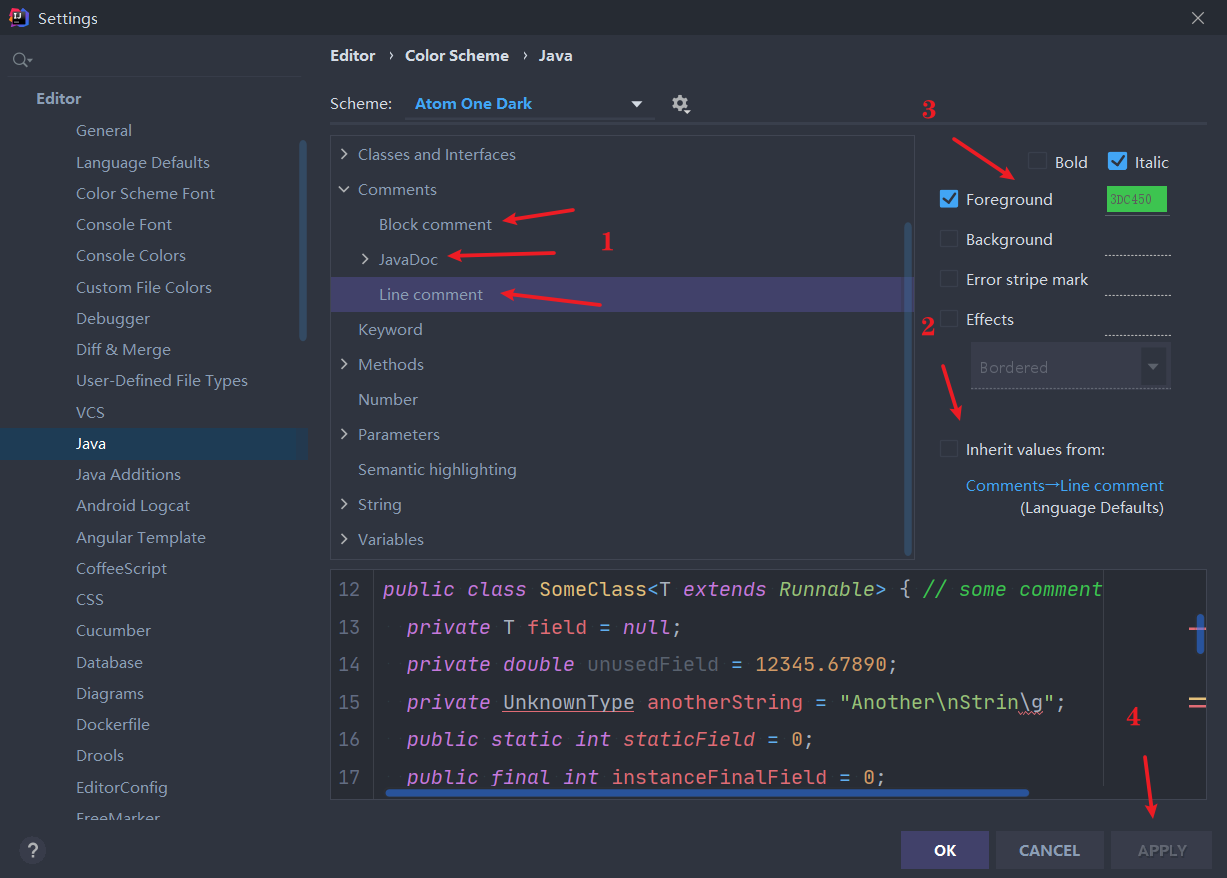 Settings
Editor
General
Language Defaults
Color Scheme Font
Console Font
Console Colors
Custom File Colors
Debugger
Diff & Merge
User-Defined File Types
VCS
Java
Java Additions
Android Logcat
Angular Template
CoffeeScript
CSS
Cucumber
Database
Diagrams
Dockerfile
Drools
EditorConfig
FreeMarker
?
Editor › Color Scheme › Java
Scheme: Atom One Dark
Classes and Interfaces
Comments
Block comment
1
JavaDoc
Line comment
Keyword
Methods
Number
Parameters
Semantic highlighting
String
Variables
3
Bold Italic
Foreground 3DC450
Background
Error stripe mark
2
Effects
Bordered
Inherit values from:
Comments→Line comment
(Language Defaults)
12 public class SomeClass<T extends Runnable> { // some comment
13 private T field = null;
14 private double unusedField = 12345.67890;
15 private UnknownType anotherString = "Another\nStrin\g";
16 public static int staticField = 0;
17 public final int instanceFinalField = 0;
4
OK CANCEL APPLY